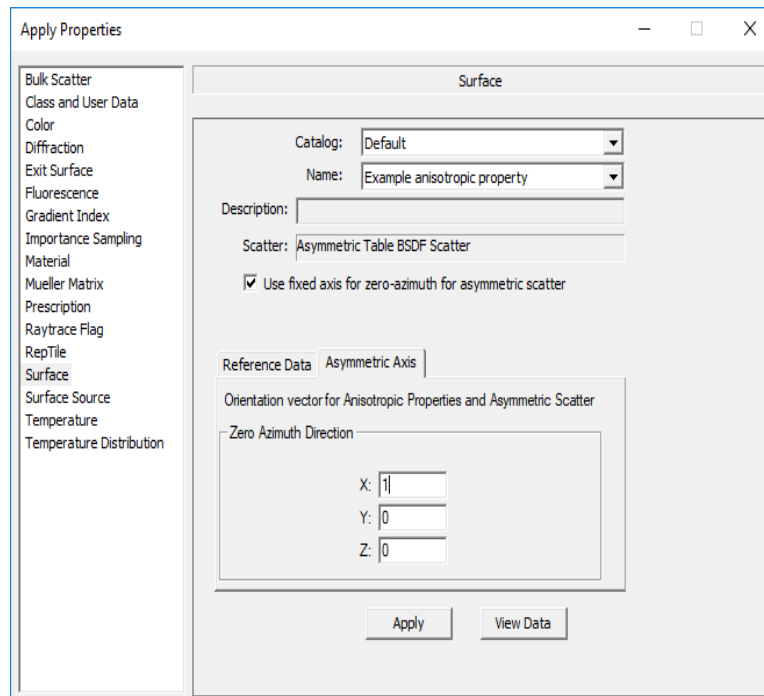 Apply Properties
Bulk Scatter
Class and User Data
Color
Diffraction
Exit Surface
Fluorescence
Gradient Index
Importance Sampling
Material
Mueller Matrix
Prescription
Raytrace Flag
RepTile
Surface
Surface Source
Temperature
Temperature Distribution
Surface
Catalog: Default
Name: Example anisotropic property
Description:
Scatter: Asymmetric Table BSDF Scatter
Use fixed axis for zero-azimuth for asymmetric scatter
Reference Data Asymmetric Axis
Orientation vector for Anisotropic Properties and Asymmetric Scatter
Zero Azimuth Direction
X: 1
Y: 0
Z: 0
Apply View Data